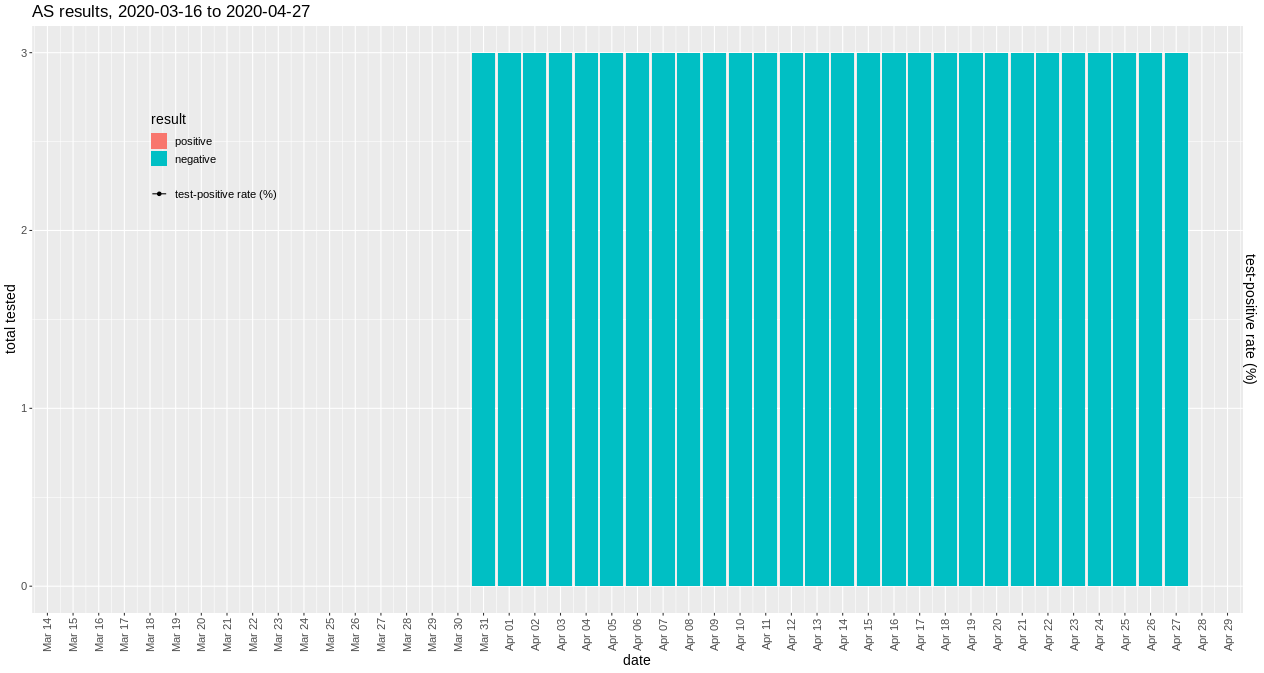 AS results, 2020-03-16 to 2020-04-27
3
2
1
0
total tested
result
positive
negative
test-positive rate (%)
test-positive rate (%)
Mar 14
Mar 15
Mar 16
Mar 17
Mar 18
Mar 19
Mar 20
Mar 21
Mar 22
Mar 23
Mar 24
Mar 25
Mar 26
Mar 27
Mar 28
Mar 29
Mar 30
Mar 31
Apr 01
Apr 02
Apr 03
Apr 04
Apr 05
Apr 06
Apr 07
Apr 08
Apr 09
Apr 10
Apr 11
Apr 12
Apr 13
Apr 14
Apr 15
Apr 16
Apr 17
Apr 18
Apr 19
Apr 20
Apr 21
Apr 22
Apr 23
Apr 24
Apr 25
Apr 26
Apr 27
Apr 28
Apr 29
date